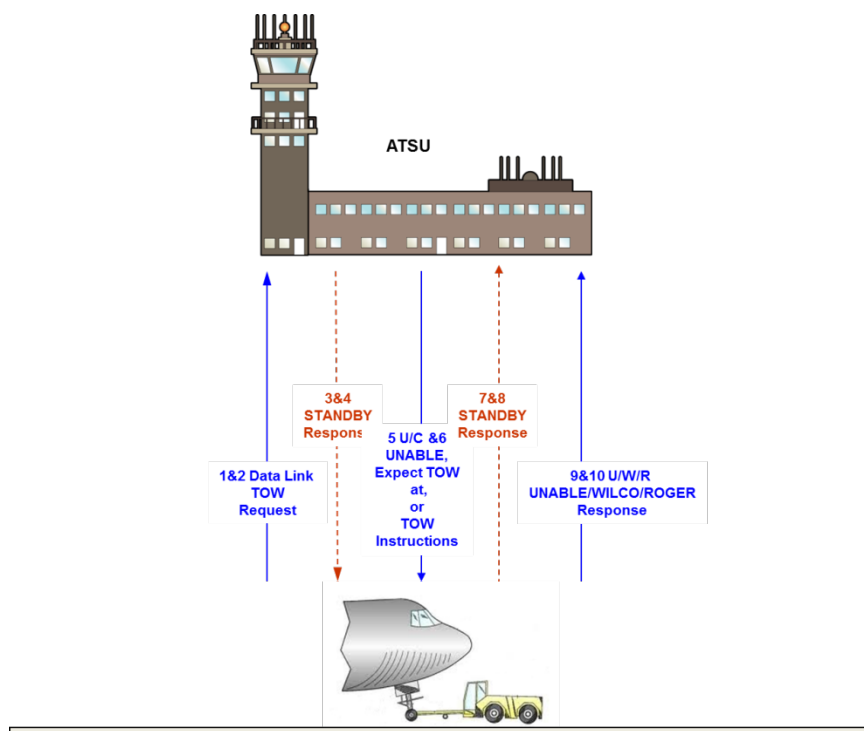 ATSU
3&4
STANDBY
Respons
7&8
STANDBY
Response
5 U/C &6
UNABLE,
Expect TOW
at,
or
TOW
Instructions
1&2 Data Link
TOW
Request
9&10 U/W/R
UNABLE/WILCO/ROGER
Response